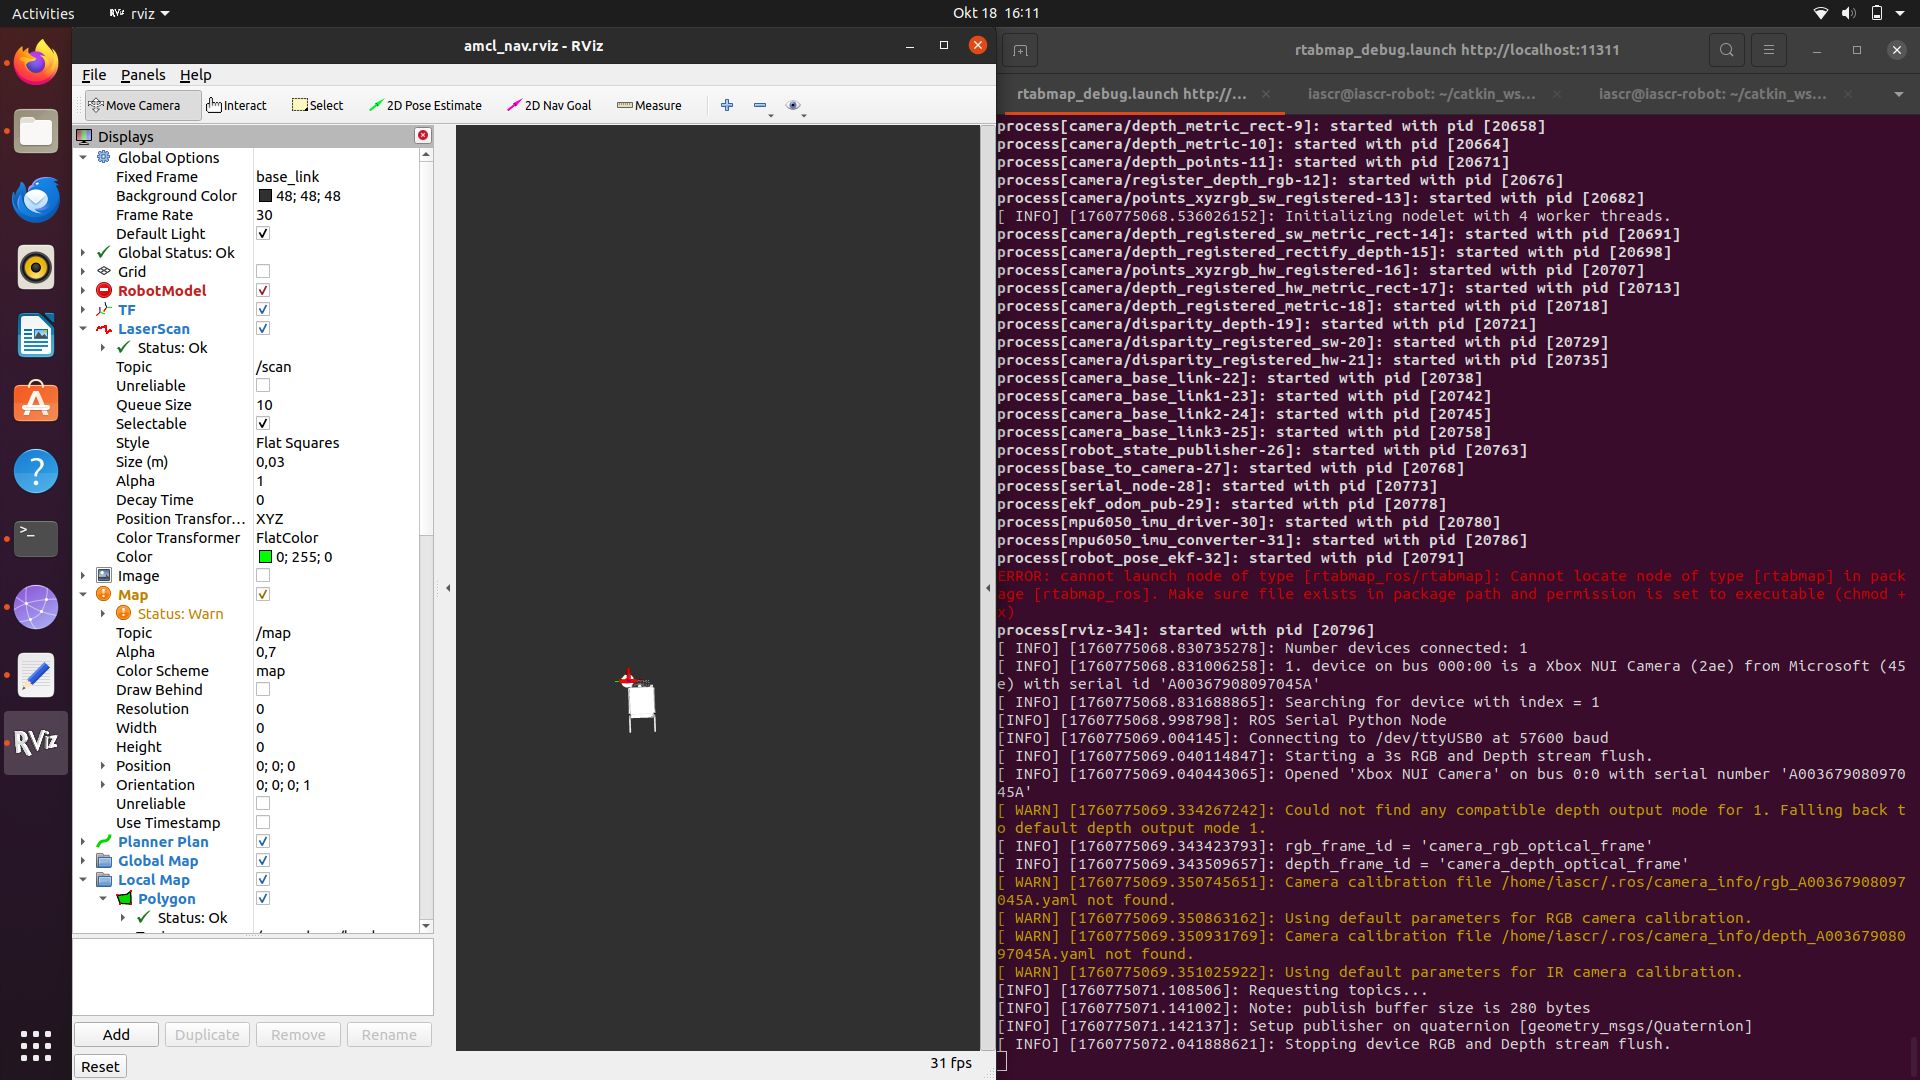 Activities
rviz
Okt 18 16:11
amcl_nav.rviz - RViz
File Panels Help
Move Camera Interact Select 2D Pose Estimate 2D Nav Goal Measure
Displays
Global Options
Fixed Frame base_link
Background Color 48; 48; 48
Frame Rate 30
Default Light
Global Status: Ok
Grid
RobotModel
TF
LaserScan
Status: Ok
Topic /scan
Unreliable
Queue Size 10
Selectable
Style Flat Squares
Size (m) 0,03
Alpha 1
Decay Time 0
Position Transfor... XYZ
Color Transformer FlatColor
Color 0; 255; 0
Image
Map
Status: Warn
Topic /map
Alpha 0,7
Color Scheme map
Draw Behind
Resolution 0
Width 0
Height 0
Position 0; 0; 0
Orientation 0; 0; 0; 1
Unreliable
Use Timestamp
Planner Plan
Global Map
Local Map
Polygon
Status: Ok
Add Duplicate Remove Rename
Reset
31 fps
RViz
rtabmap_debug.launch http://localhost:11311
rtabmap_debug.launch http://... iascr@iascr-robot: ~/catkin_ws... iascr@iascr-robot: ~/catkin_ws...
process[camera/depth_metric_rect-9]: started with pid [20658]
process[camera/depth_metric-10]: started with pid [20664]
process[camera/depth_points-11]: started with pid [20671]
process[camera/register_depth_rgb-12]: started with pid [20676]
process[camera/points_xyzrgb_sw_registered-13]: started with pid [20682]
[ INFO] [1760775068.536026152]: Initializing nodelet with 4 worker threads.
process[camera/depth_registered_sw_metric_rect-14]: started with pid [20691]
process[camera/depth_registered_rectify_depth-15]: started with pid [20698]
process[camera/points_xyzrgb_hw_registered-16]: started with pid [20707]
process[camera/depth_registered_hw_metric_rect-17]: started with pid [20713]
process[camera/depth_registered_metric-18]: started with pid [20718]
process[camera/disparity_depth-19]: started with pid [20721]
process[camera/disparity_registered_sw-20]: started with pid [20729]
process[camera/disparity_registered_hw-21]: started with pid [20735]
process[camera_base_link-22]: started with pid [20738]
process[camera_base_link1-23]: started with pid [20742]
process[camera_base_link2-24]: started with pid [20745]
process[camera_base_link3-25]: started with pid [20758]
process[robot_state_publisher-26]: started with pid [20763]
process[base_to_camera-27]: started with pid [20768]
process[serial_node-28]: started with pid [20773]
process[ekf_odom_pub-29]: started with pid [20778]
process[mpu6050_imu_driver-30]: started with pid [20780]
process[mpu6050_imu_converter-31]: started with pid [20786]
process[robot_pose_ekf-32]: started with pid [20791]
ERROR: cannot launch node of type [rtabmap_ros/rtabmap]: Cannot locate node of type [rtabmap] in pack
age [rtabmap_ros]. Make sure file exists in package path and permission is set to executable (chmod +
x)
process[rviz-34]: started with pid [20796]
[ INFO] [1760775068.830735278]: Number devices connected: 1
[ INFO] [1760775068.831006258]: 1. device on bus 000:00 is a Xbox NUI Camera (2ae) from Microsoft (45
e) with serial id 'A00367908097045A'
[ INFO] [1760775068.831688865]: Searching for device with index = 1
[INFO] [1760775068.998798]: ROS Serial Python Node
[INFO] [1760775069.004145]: Connecting to /dev/ttyUSB0 at 57600 baud
[ INFO] [1760775069.040114847]: Starting a 3s RGB and Depth stream flush.
[ INFO] [1760775069.040443065]: Opened 'Xbox NUI Camera' on bus 0:0 with serial number 'A003679080970
45A'
[ WARN] [1760775069.334267242]: Could not find any compatible depth output mode for 1. Falling back t
o default depth output mode 1.
[ INFO] [1760775069.343423793]: rgb_frame_id = 'camera_rgb_optical_frame'
[ INFO] [1760775069.343509657]: depth_frame_id = 'camera_depth_optical_frame'
[ WARN] [1760775069.350745651]: Camera calibration file /home/iascr/.ros/camera_info/rgb_A00367908097
045A.yaml not found.
[ WARN] [1760775069.350863162]: Using default parameters for RGB camera calibration.
[ WARN] [1760775069.350931769]: Camera calibration file /home/iascr/.ros/camera_info/depth_A003679080
97045A.yaml not found.
[ WARN] [1760775069.351025922]: Using default parameters for IR camera calibration.
[INFO] [1760775071.108506]: Requesting topics...
[INFO] [1760775071.141002]: Note: publish buffer size is 280 bytes
[INFO] [1760775071.142137]: Setup publisher on quaternion [geometry_msgs/Quaternion]
[ INFO] [1760775072.041888621]: Stopping device RGB and Depth stream flush.